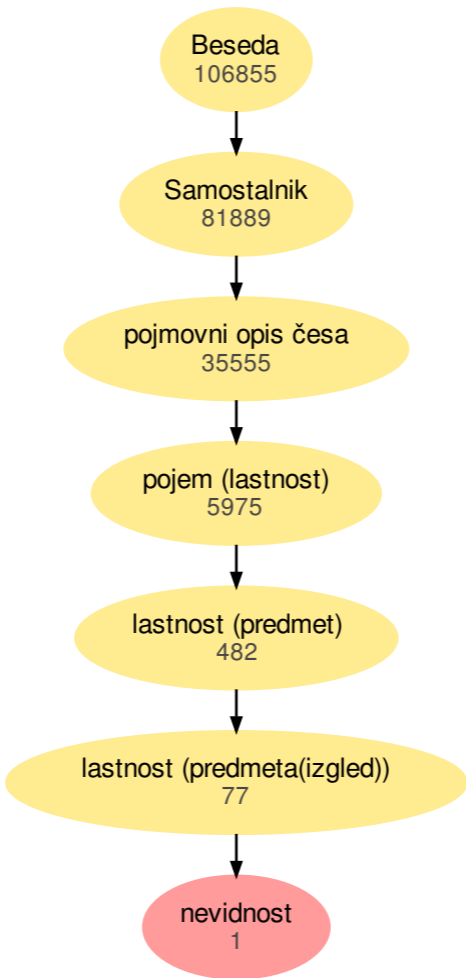 Beseda
106855
Samostalnik
81889
pojmovni opis česa
35555
pojem (lastnost)
5975
lastnost (predmet)
482
lastnost (predmeta(izgled))
77
nevidnost
1